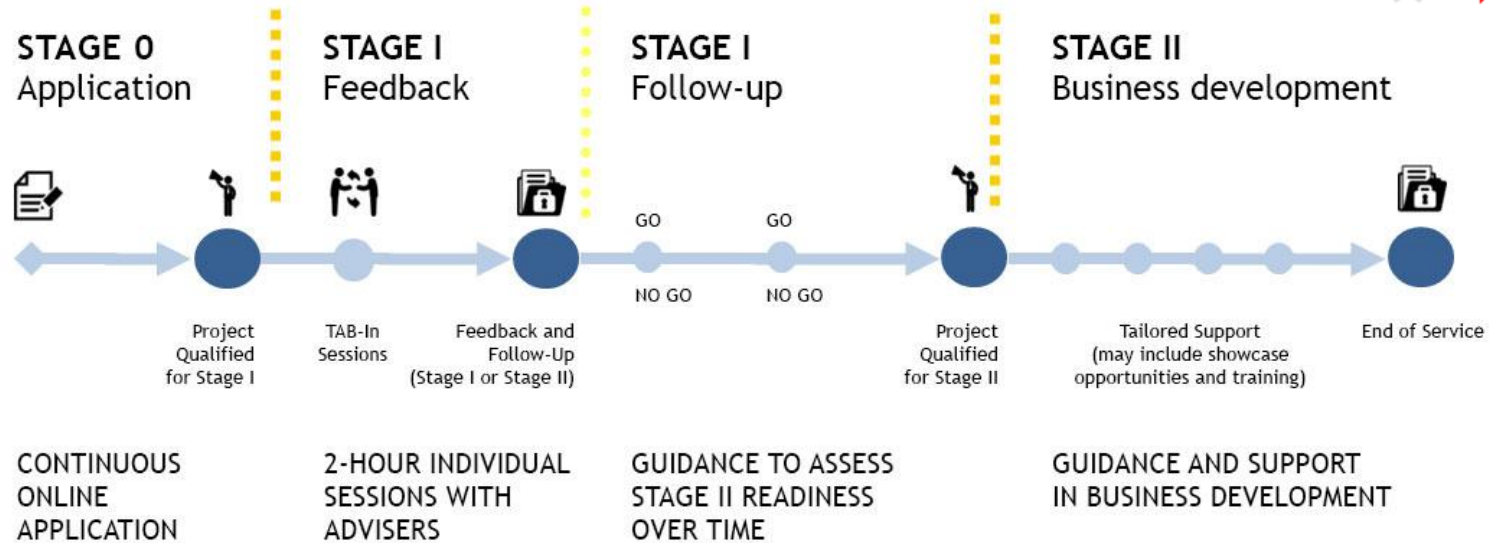 STAGE 0
Application
STAGE I
Feedback
STAGE I
Follow-up
STAGE II
Business development
GO
GO
NO GO
NO GO
Project
Qualified
for Stage I
TAB-In
Sessions
Feedback and
Follow-Up
(Stage I or Stage II)
Project
Qualified
for Stage II
Tailored Support
(may include showcase
opportunities and training)
End of Service
CONTINUOUS
ONLINE
APPLICATION
2-HOUR INDIVIDUAL
SESSIONS WITH
ADVISERS
GUIDANCE TO ASSESS
STAGE II READINESS
OVER TIME
GUIDANCE AND SUPPORT
IN BUSINESS DEVELOPMENT